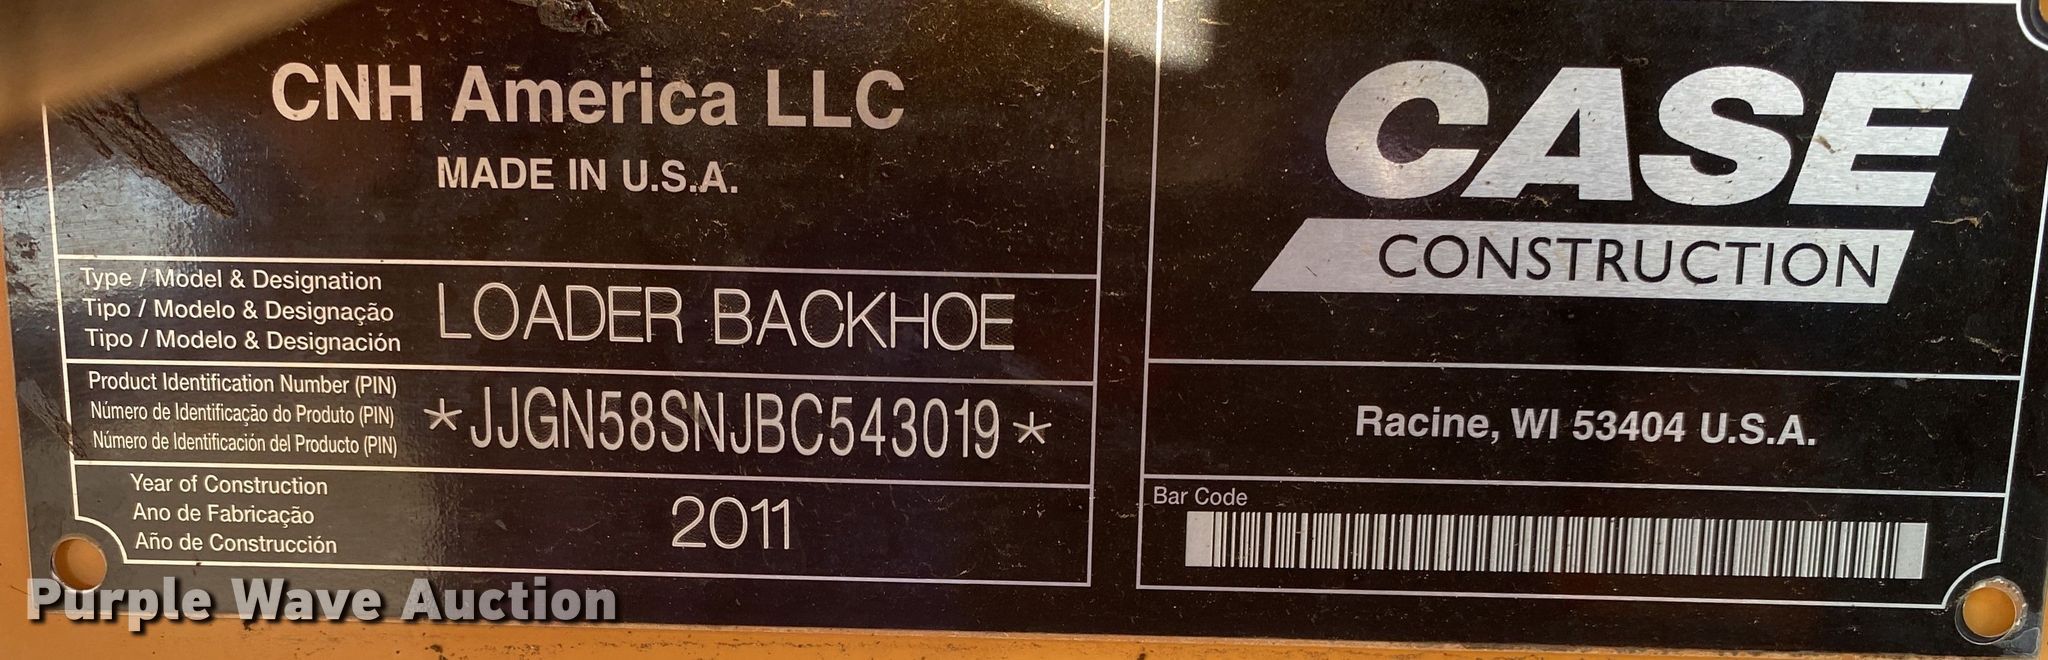 CNH America LLC
MADE IN U.S.A.
Type / Model & Designation
Tipo / Modelo & Designação
Tipo / Modelo & Designación
LOADER BACKHOE
Product Identification Number (PIN)
Número de Identificação do Produto (PIN)
Número de Identificación del Producto (PIN)
*JJGN58SNJBC543019*
Year of Construction
Ano de Fabricação
Año de Construcción
2011
CASE
CONSTRUCTION
Racine, WI 53404 U.S.A.
Bar Code
Purple Wave Auction